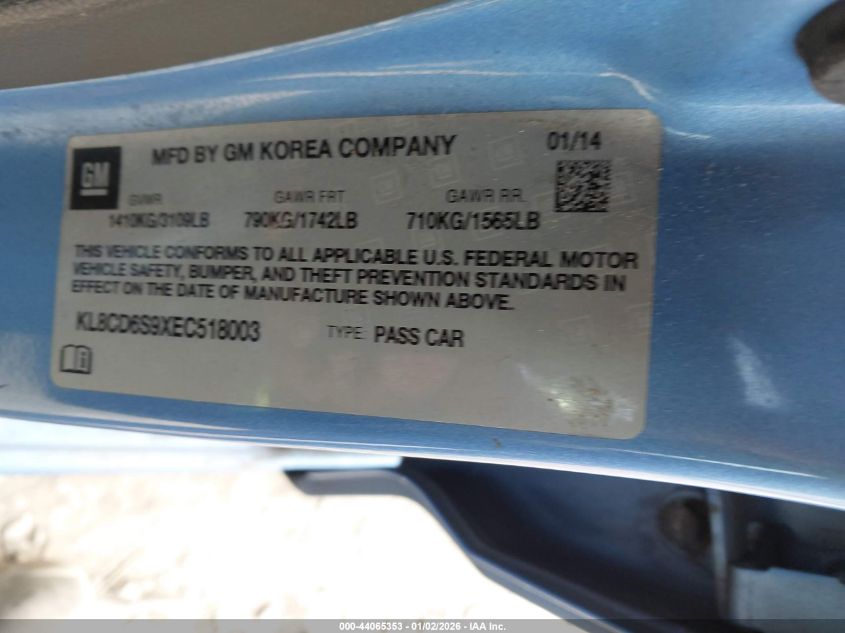 GM
MFD BY GM KOREA COMPANY
01/14
GVWR
GAWR FRT.
GAWR RR.
1410KG/3109LB
790KG/1742LB
710KG/1565LB
THIS VEHICLE CONFORMS TO ALL APPLICABLE U.S. FEDERAL MOTOR
VEHICLE SAFETY, BUMPER, AND THEFT PREVENTION STANDARDS IN
EFFECT ON THE DATE OF MANUFACTURE SHOWN ABOVE.
KL8CD6S9XEC518003
TYPE: PASS CAR
000-44065353 - 01/02/2026 - IAA Inc.